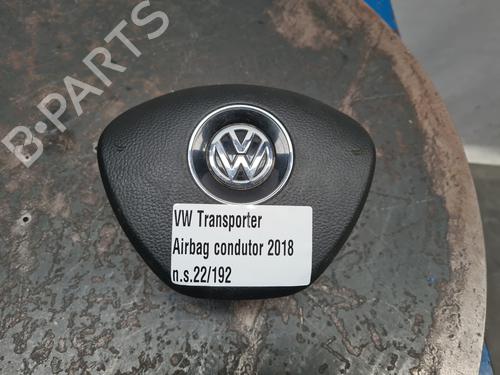 B-PARTS
VW Transporter
Airbag condutor 2018
n.s.22/192